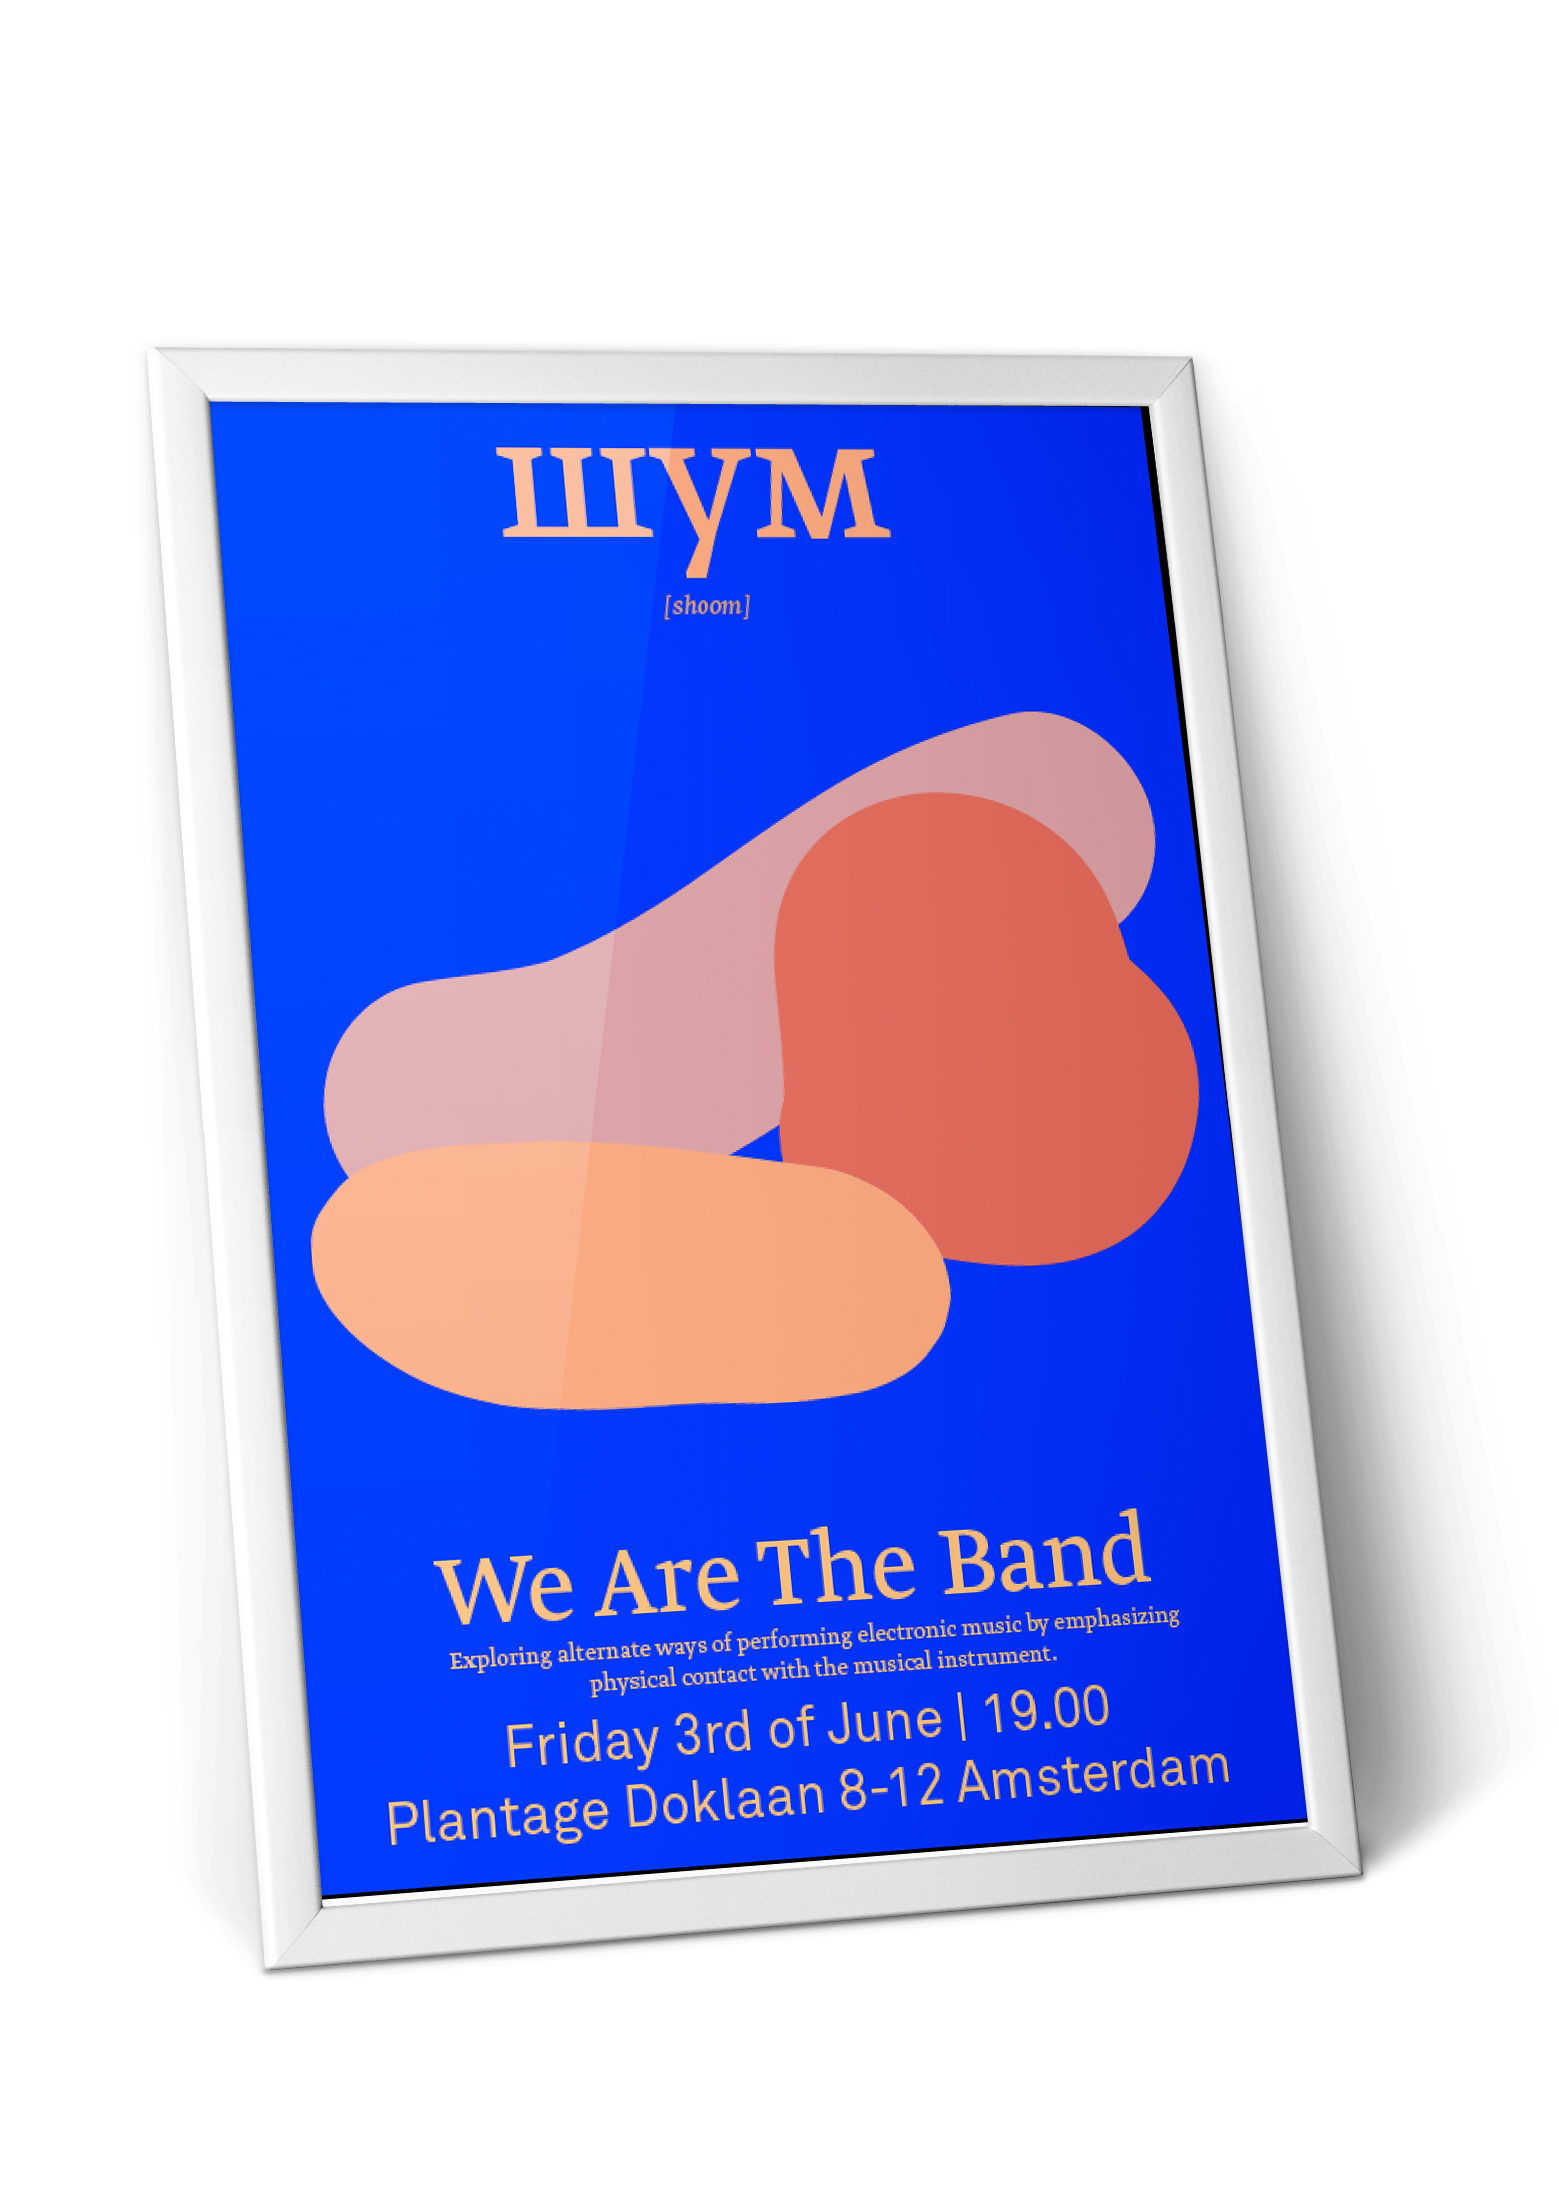 шум
[shoom]
We Are The Band
Exploring alternate ways of performing electronic music by emphasizing
physical contact with the musical instrument.
Friday 3rd of June | 19.00
Plantage Doklaan 8-12 Amsterdam